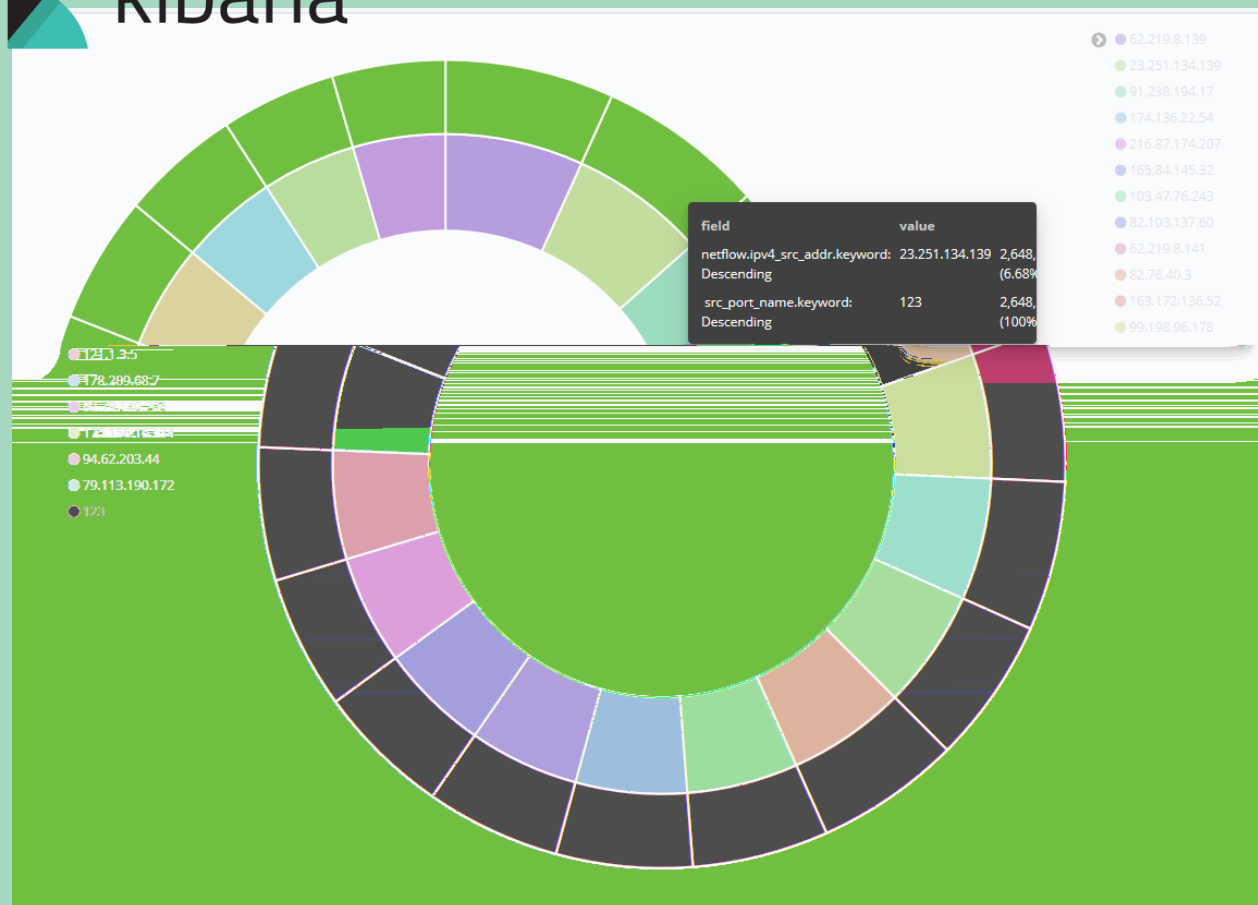 kibana
62.219.8.139
23.251.134.139
91.238.194.17
174.136.22.54
216.87.174.207
165.84.145.32
103.47.76.243
82.103.137.60
62.219.8.141
82.76.40.3
163.172.136.52
99.198.96.178
field value
netflow.ipv4_src_addr.keyword: 23.251.134.139 2,648,
Descending (6.68%
src_port_name.keyword: 123 2,648,
Descending (100%
94.62.203.44
79.113.190.172
123